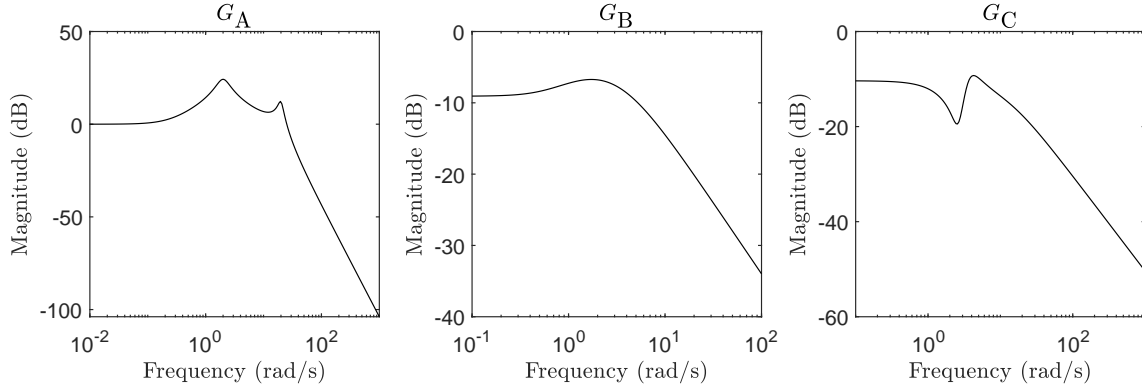 G_A
50
0
-50
-100
Magnitude (dB)
10^-2 10^0 10^2
Frequency (rad/s)
G_B
0
-10
-20
-30
-40
Magnitude (dB)
10^-1 10^0 10^1 10^2
Frequency (rad/s)
G_C
0
-20
-40
-60
Magnitude (dB)
10^0 10^2
Frequency (rad/s)